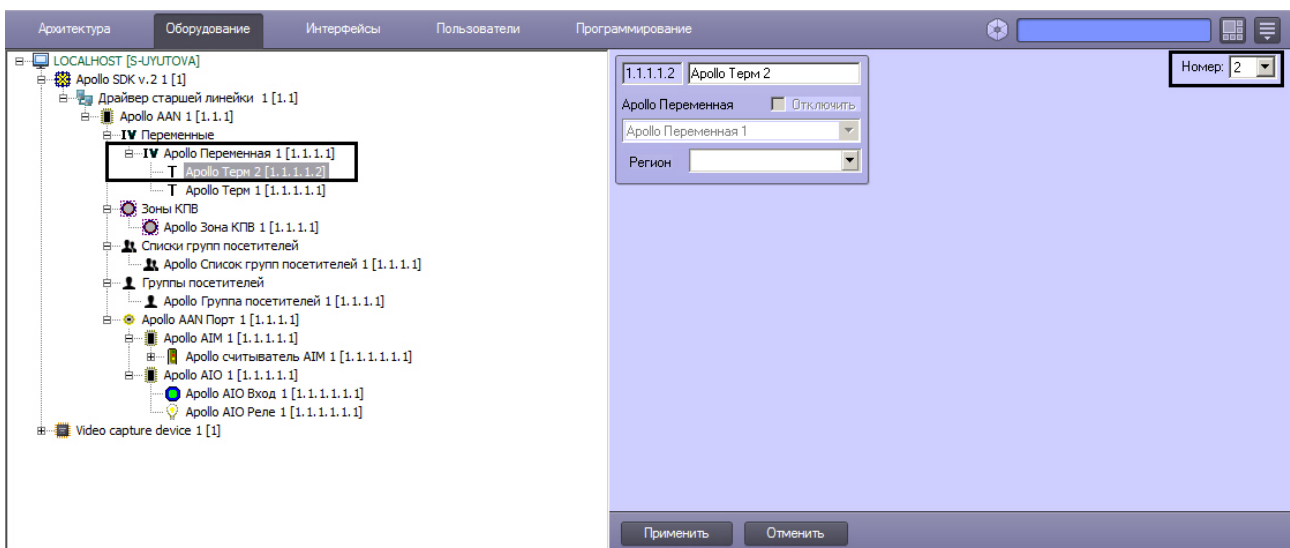 Архитектура Оборудование Интерфейсы Пользователи Программирование
LOCALHOST [S-UYUTOVA]
Apollo SDK v.2 1 [1]
Драйвер старшей линейки 1 [1.1]
Apollo AAN 1 [1.1.1]
IV Переменные
IV Apollo Переменная 1 [1.1.1.1]
T Apollo Терм 2 [1.1.1.1.2]
T Apollo Терм 1 [1.1.1.1.1]
Зоны КПВ
Apollo Зона КПВ 1 [1.1.1.1]
Списки групп посетителей
Apollo Список групп посетителей 1 [1.1.1.1]
Группы посетителей
Apollo Группа посетителей 1 [1.1.1.1]
Apollo AAN Порт 1 [1.1.1.1]
Apollo AIM 1 [1.1.1.1.1]
Apollo считыватель AIM 1 [1.1.1.1.1.1]
Apollo AIO 1 [1.1.1.1.1]
Apollo AIO Вход 1 [1.1.1.1.1.1]
Apollo AIO Реле 1 [1.1.1.1.1.1]
Video capture device 1 [1]
1.1.1.1.2 Apollo Терм 2
Apollo Переменная Отключить
Apollo Переменная 1
Регион
Номер: 2
Применить Отменить